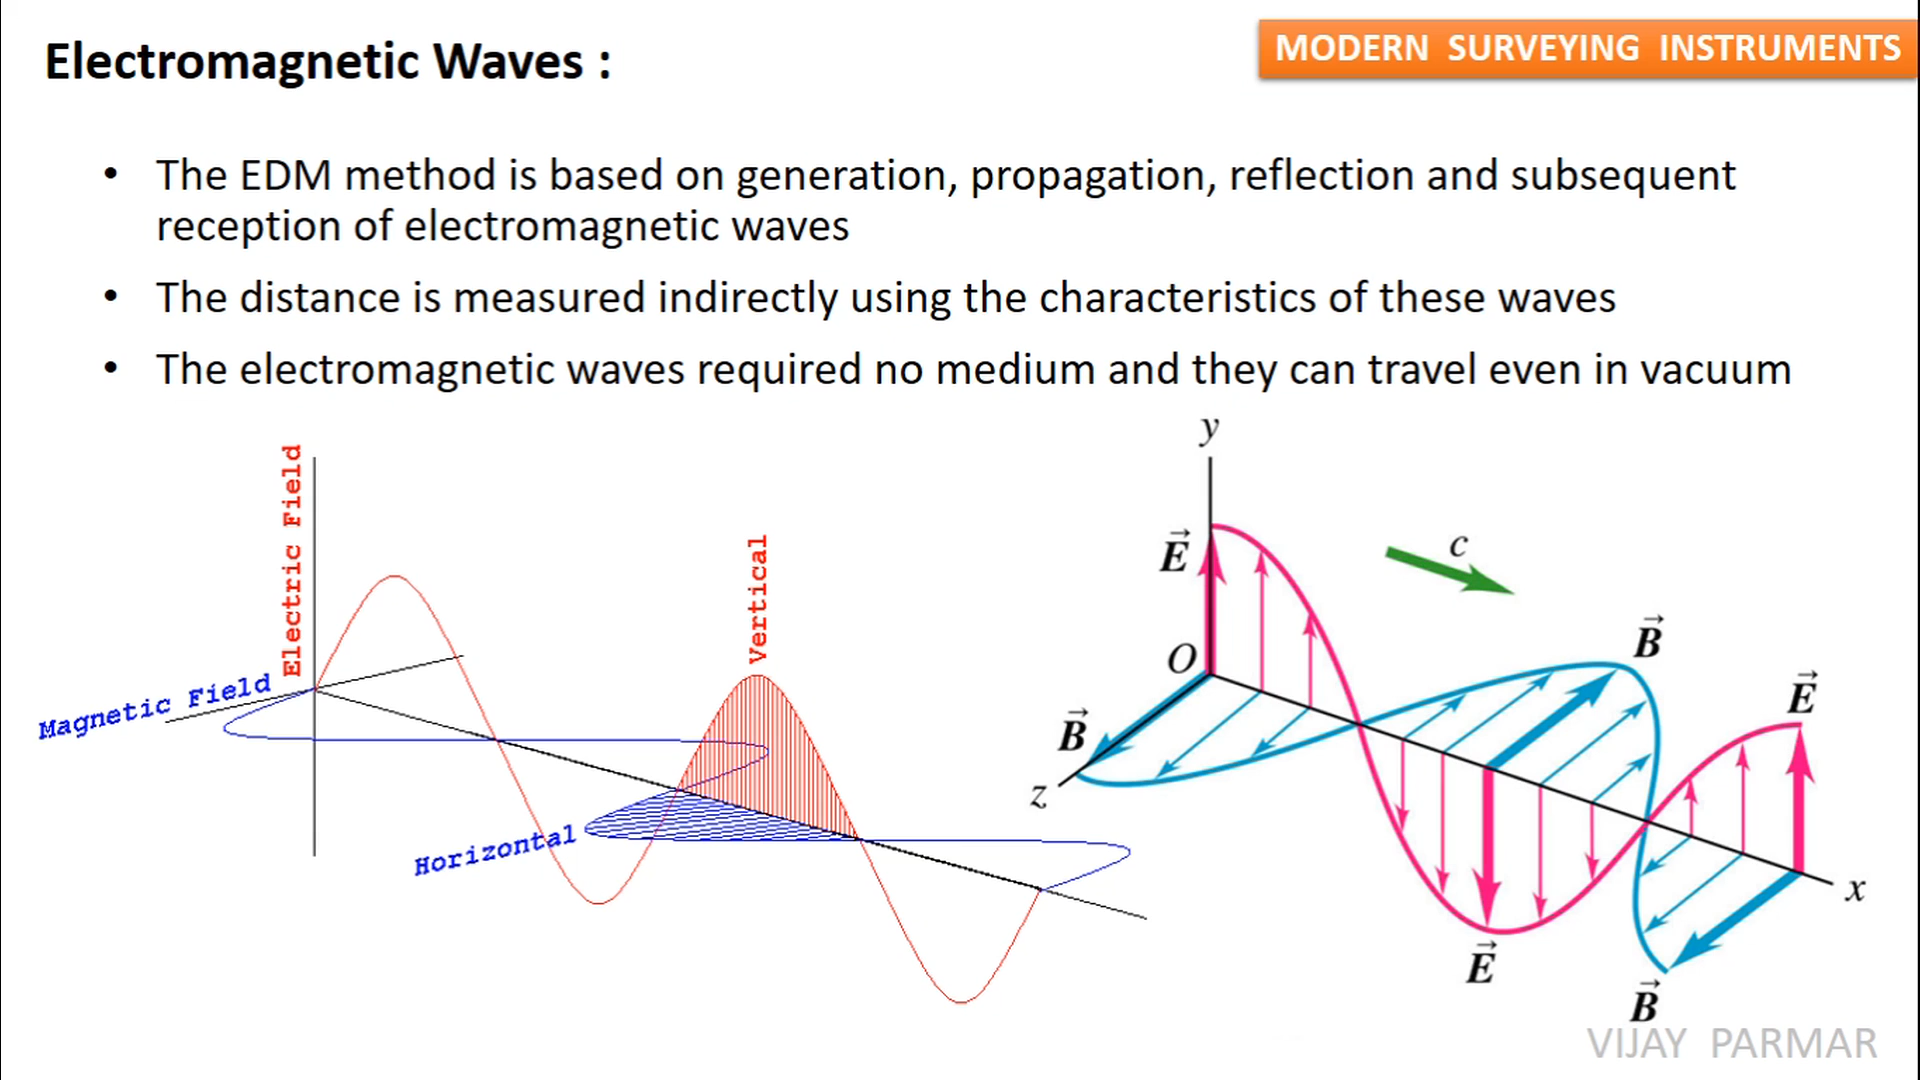 Electromagnetic Waves :
MODERN SURVEYING INSTRUMENTS
• The EDM method is based on generation, propagation, reflection and subsequent
reception of electromagnetic waves
• The distance is measured indirectly using the characteristics of these waves
• The electromagnetic waves required no medium and they can travel even in vacuum
Electric Field
Magnetic Field
Vertical
Horizontal
y
E⃗
c
O
B⃗
B⃗
E⃗
z
x
E⃗
B⃗
VIJAY PARMAR